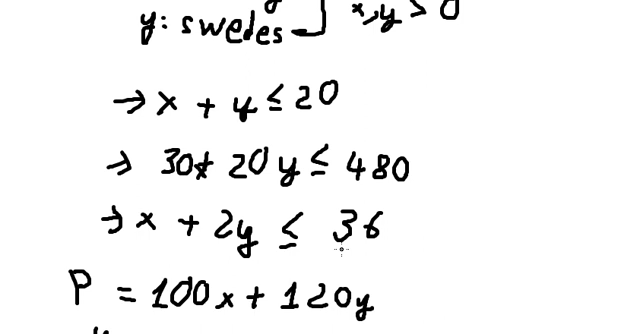 y: swedes x,y > 0
→ x + y ≤ 20
→ 30x + 20y ≤ 480
→ x + 2y ≤ 36
P = 100x + 120y